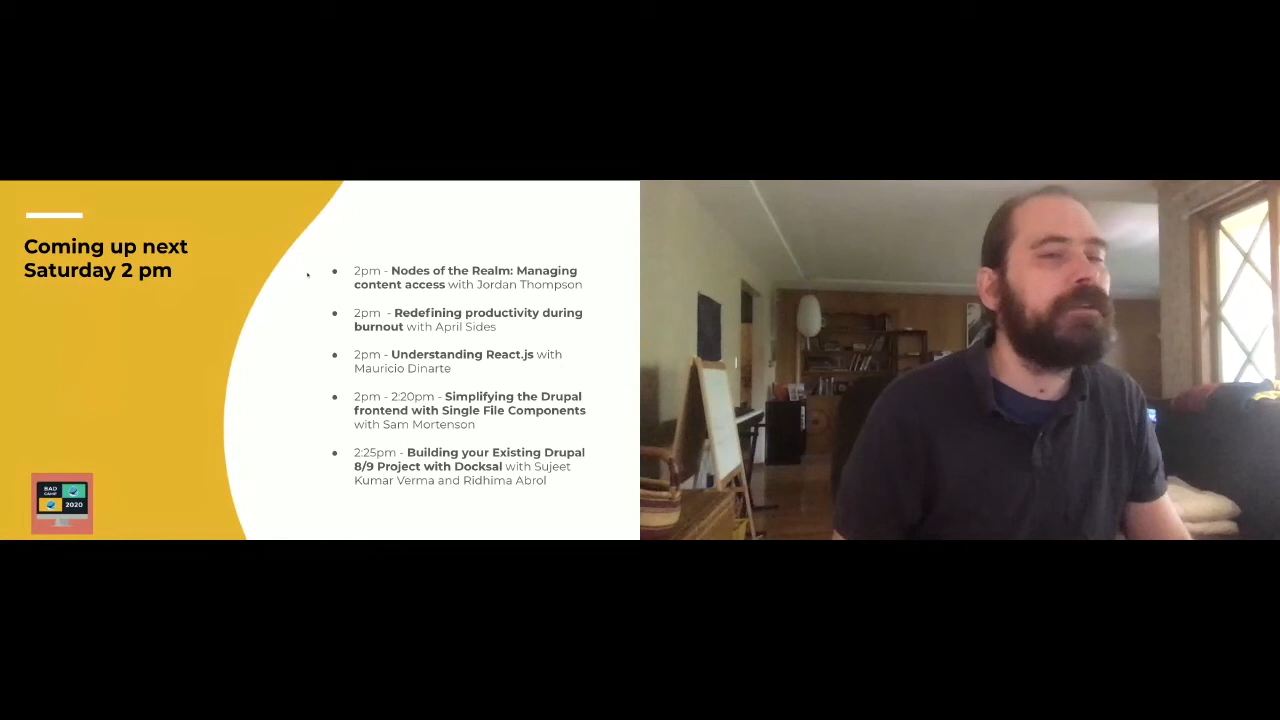 Coming up next
Saturday 2 pm
● 2pm - Nodes of the Realm: Managing
content access with Jordan Thompson
● 2pm - Redefining productivity during
burnout with April Sides
● 2pm - Understanding React.js with
Mauricio Dinarte
● 2pm - 2:20pm - Simplifying the Drupal
frontend with Single File Components
with Sam Mortenson
● 2:25pm - Building your Existing Drupal
8/9 Project with Docksal with Sujeet
Kumar Verma and Ridhima Abrol
BAD
CAMP
2020